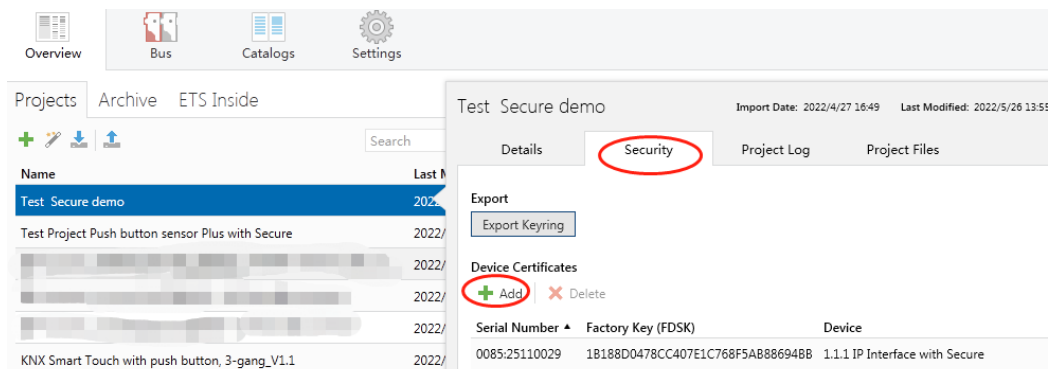 Overview Bus Catalogs Settings
Projects Archive ETS Inside
Search
Name Last M
Test Secure demo 202
Test Project Push button sensor Plus with Secure 2022/
2022/
2022/
2022/
KNX Smart Touch with push button, 3-gang_V1.1 2022/
Test Secure demo Import Date: 2022/4/27 16:49 Last Modified: 2022/5/26 13:55
Details Security Project Log Project Files
Export
Export Keyring
Device Certificates
Add Delete
Serial Number Factory Key (FDSK) Device
0085:25110029 1B188D0478CC407E1C768F5AB88694BB 1.1.1 IP Interface with Secure